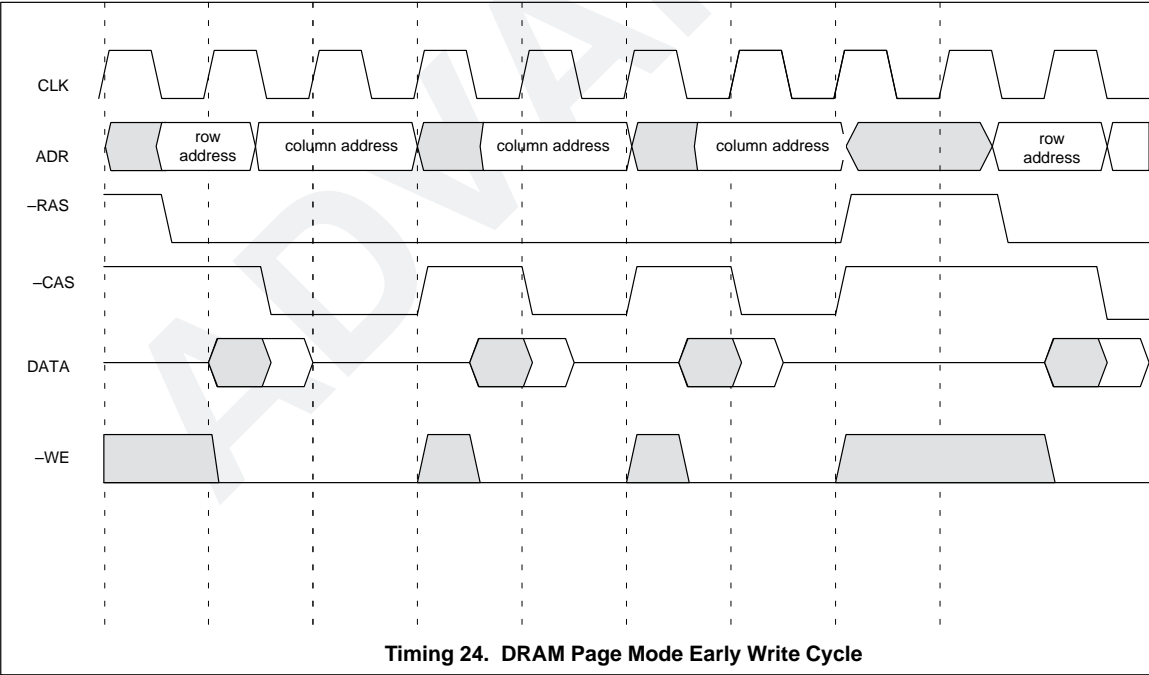 CLK
ADR
row
address
column address
column address
column address
row
address
–RAS
–CAS
DATA
–WE
ADVA
Timing 24. DRAM Page Mode Early Write Cycle